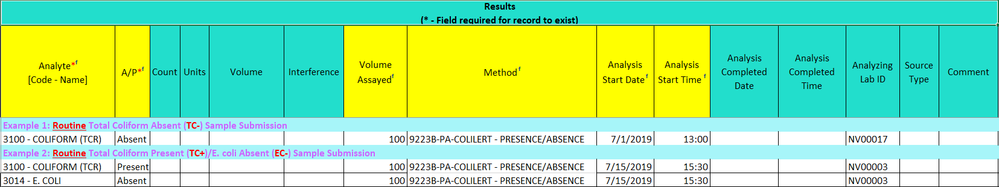 Results
(* - Field required for record to exist)
Analyte*f
[Code - Name]
A/P*f
Count
Units
Volume
Interference
Volume
Assayedf
Methodf
Analysis
Start Datef
Analysis
Start Time f
Analysis
Completed
Date
Analysis
Completed
Time
Analyzing
Lab ID
Source
Type
Comment
Example 1: Routine Total Coliform Absent (TC-) Sample Submission
3100 - COLIFORM (TCR) Absent 100 9223B-PA-COLILERT - PRESENCE/ABSENCE 7/1/2019 13:00 NV00017
Example 2: Routine Total Coliform Present (TC+)/E. coli Absent (EC-) Sample Submission
3100 - COLIFORM (TCR) Present 100 9223B-PA-COLILERT - PRESENCE/ABSENCE 7/15/2019 15:30 NV00003
3014 - E. COLI Absent 100 9223B-PA-COLILERT - PRESENCE/ABSENCE 7/15/2019 15:30 NV00003